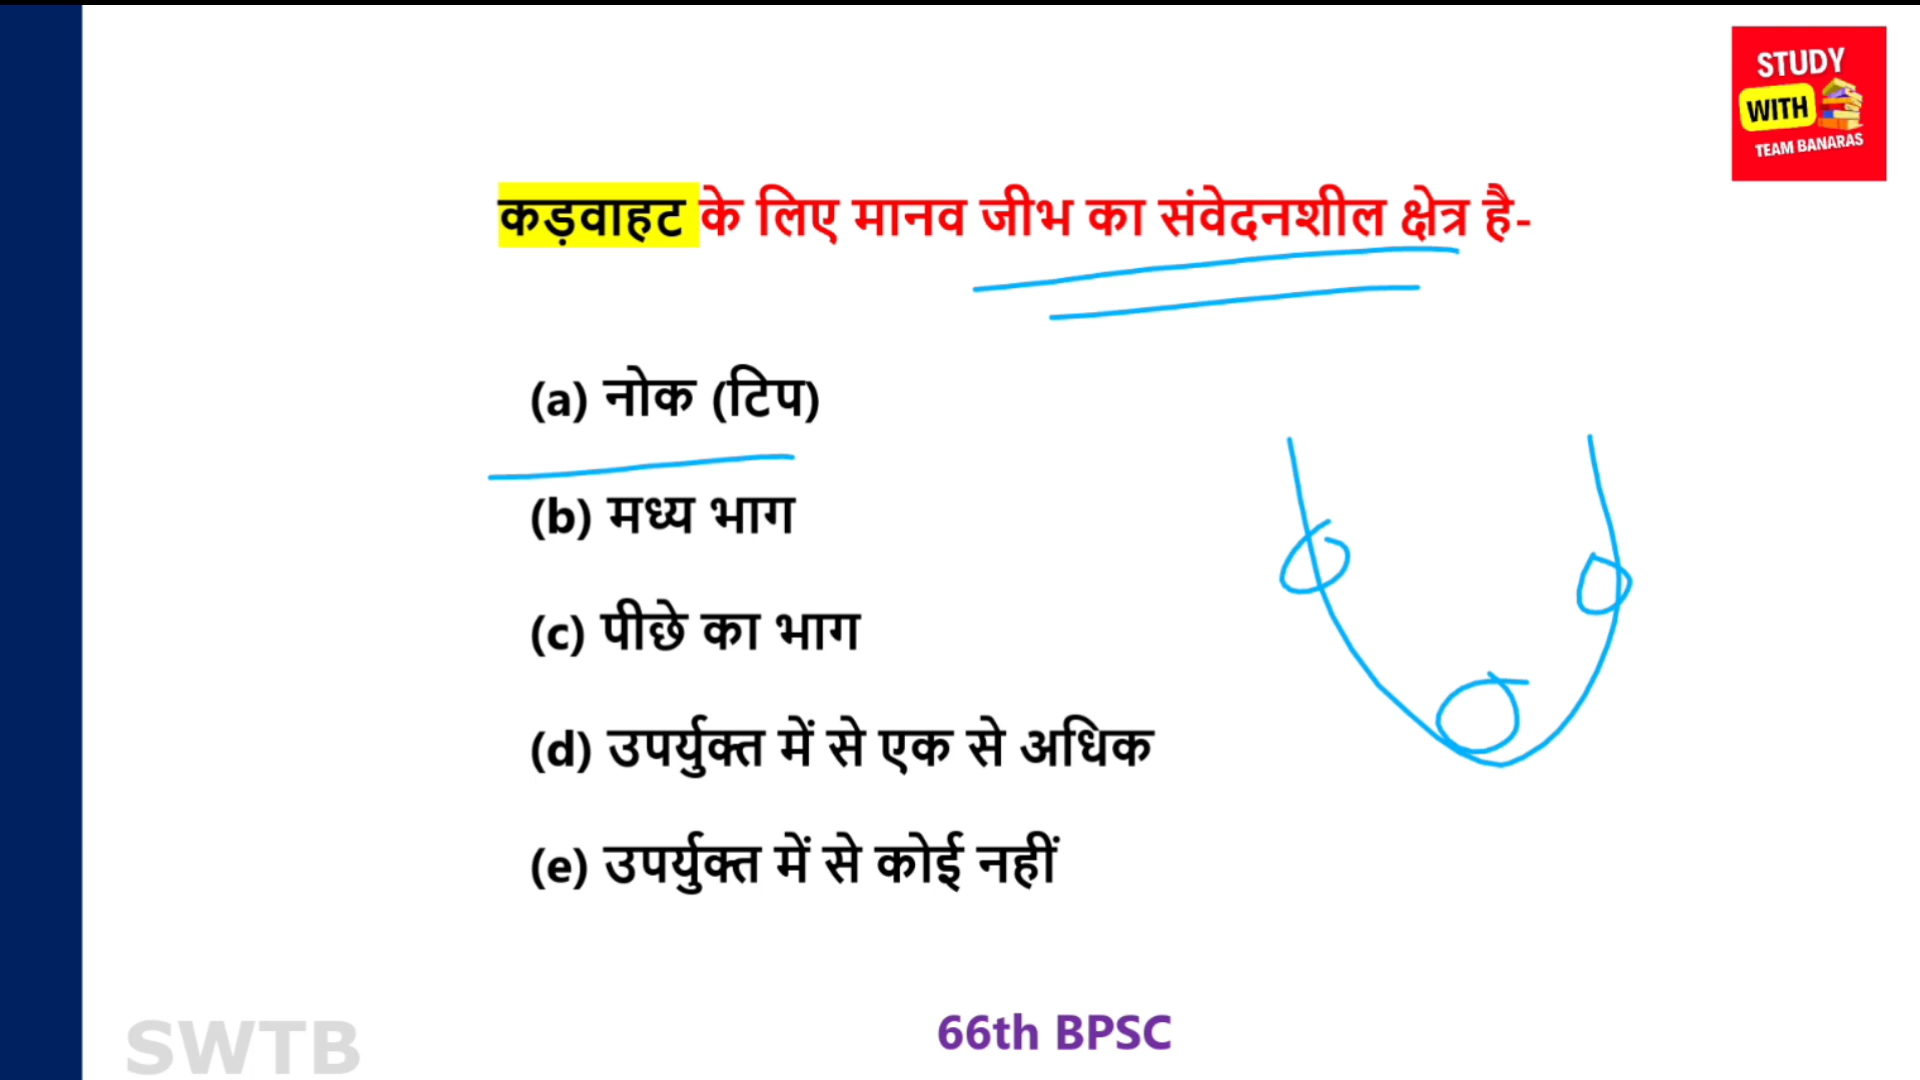 STUDY
WITH
TEAM BANARAS
कड़वाहट के लिए मानव जीभ का संवेदनशील क्षेत्र है-
(a) नोक (टिप)
(b) मध्य भाग
(c) पीछे का भाग
(d) उपर्युक्त में से एक से अधिक
(e) उपर्युक्त में से कोई नहीं
SWTB
66th BPSC